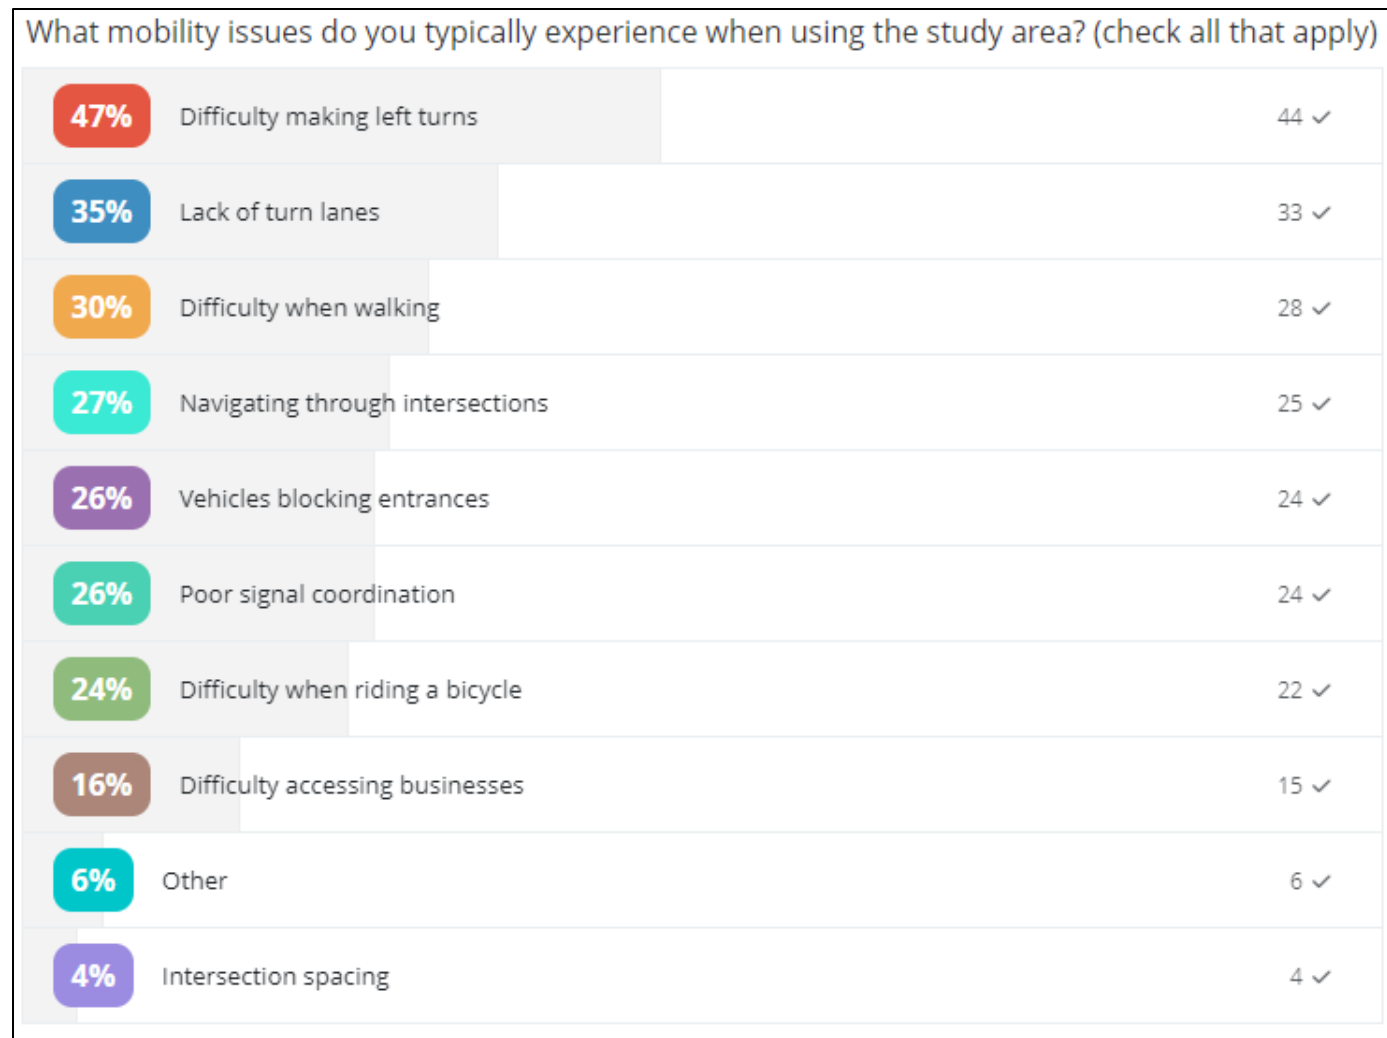 What mobility issues do you typically experience when using the study area? (check all that apply)
47% Difficulty making left turns 44 ✓
35% Lack of turn lanes 33 ✓
30% Difficulty when walking 28 ✓
27% Navigating through intersections 25 ✓
26% Vehicles blocking entrances 24 ✓
26% Poor signal coordination 24 ✓
24% Difficulty when riding a bicycle 22 ✓
16% Difficulty accessing businesses 15 ✓
6% Other 6 ✓
4% Intersection spacing 4 ✓